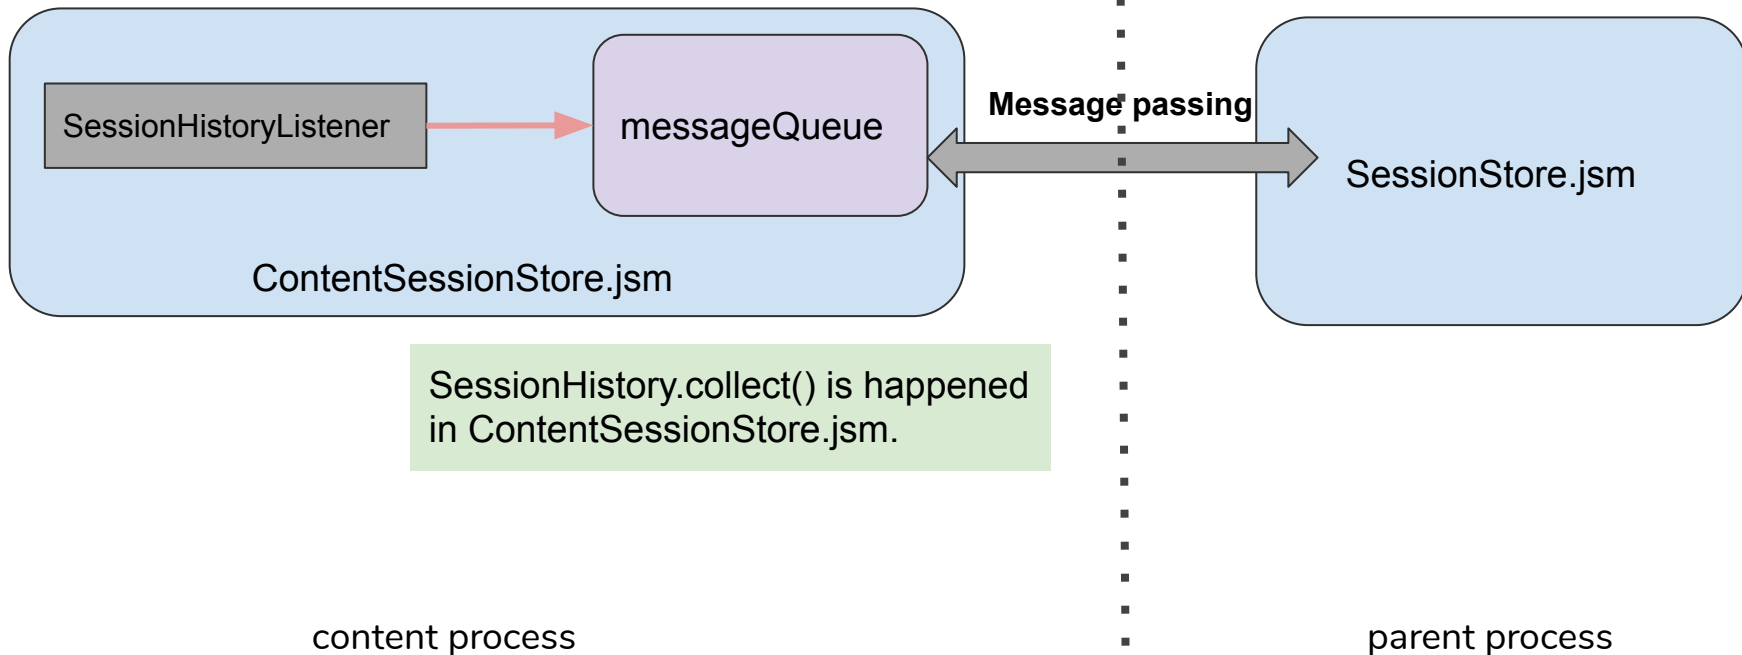 SessionHistoryListener
messageQueue
Message passing
SessionStore.jsm
ContentSessionStore.jsm
SessionHistory.collect() is happened
in ContentSessionStore.jsm.
content process
parent process